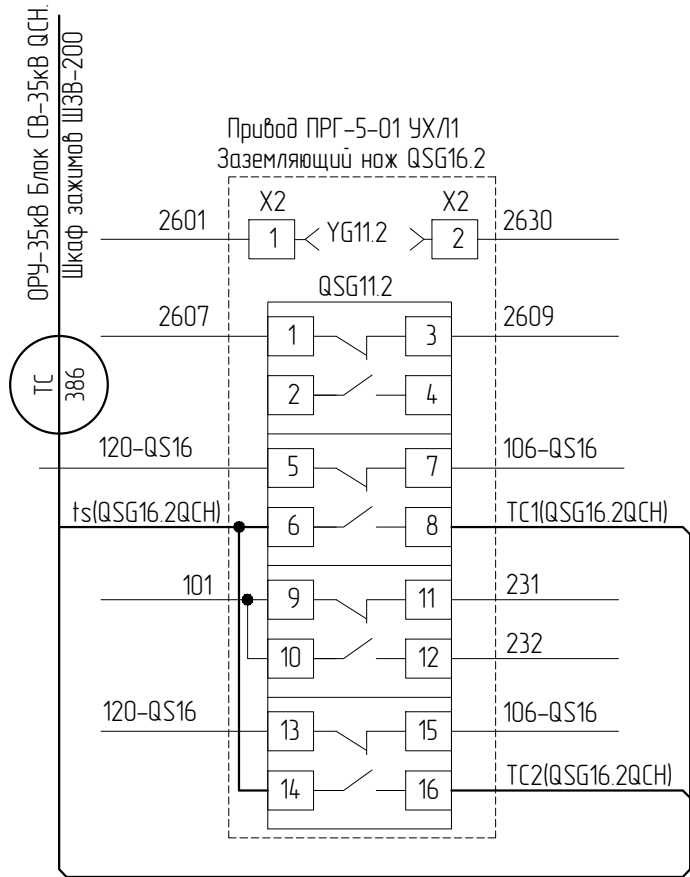 ОРУ-35кВ Блок СВ-35кВ QСН.
Шкаф зажимов ШЗВ-200
Привод ПРГ-5-01 УХЛ1
Заземляющий нож QSG16.2
X2 X2
2601 1 YG11.2 2 2630
QSG11.2
2607 1 3 2609
2 4
ТС
386
120-QS16 5 7 106-QS16
ts(QSG16.2QCH) 6 8 TC1(QSG16.2QCH)
101 9 11 231
10 12 232
120-QS16 13 15 106-QS16
14 16 TC2(QSG16.2QCH)